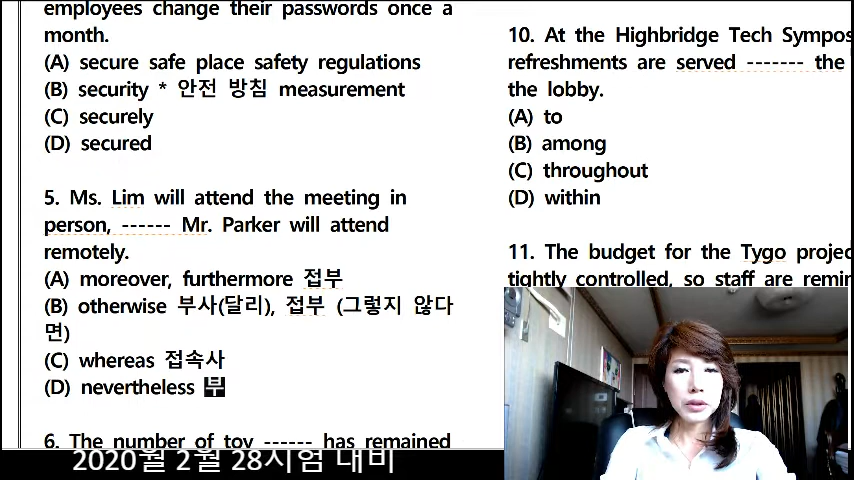 employees change their passwords once a
month.
(A) secure safe place safety regulations
(B) security * 안전 방침 measurement
(C) securely
(D) secured
5. Ms. Lim will attend the meeting in
person, ------ Mr. Parker will attend
remotely.
(A) moreover, furthermore 접부
(B) otherwise 부사(달리), 접부 (그렇지 않다
면)
(C) whereas 접속사
(D) nevertheless 부
6. The number of toy ------ has remained
10. At the Highbridge Tech Sympos
refreshments are served ------- the
the lobby.
(A) to
(B) among
(C) throughout
(D) within
11. The budget for the Tygo projec
tightly controlled, so staff are remin
2020월 2월 28시험 대비